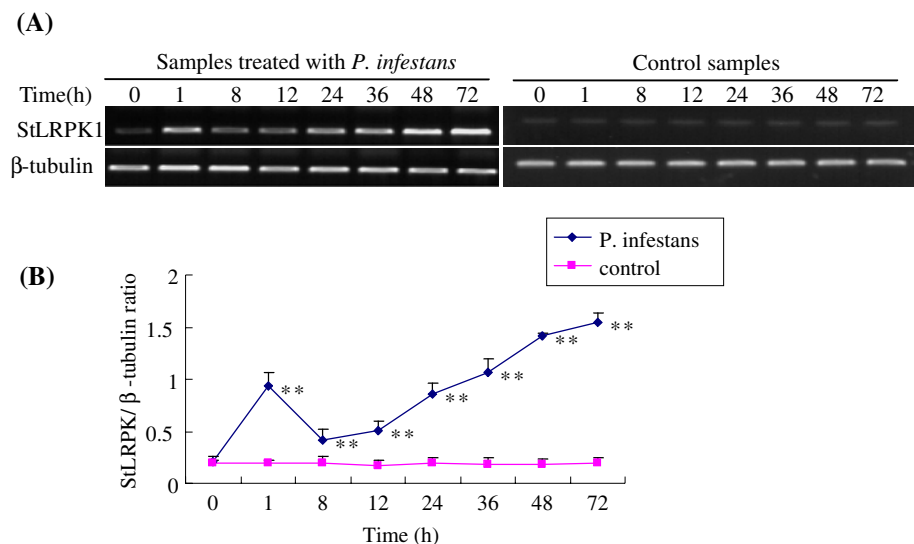 (A)
Samples treated with P. infestans
Control samples
Time(h) 0 1 8 12 24 36 48 72 0 1 8 12 24 36 48 72
StLRPK1
β-tubulin
P. infestans
control
(B)
StLRPK/ β -tubulin ratio
2
1.5
1
0.5
0
**
**
**
**
**
**
**
0 1 8 12 24 36 48 72
Time (h)